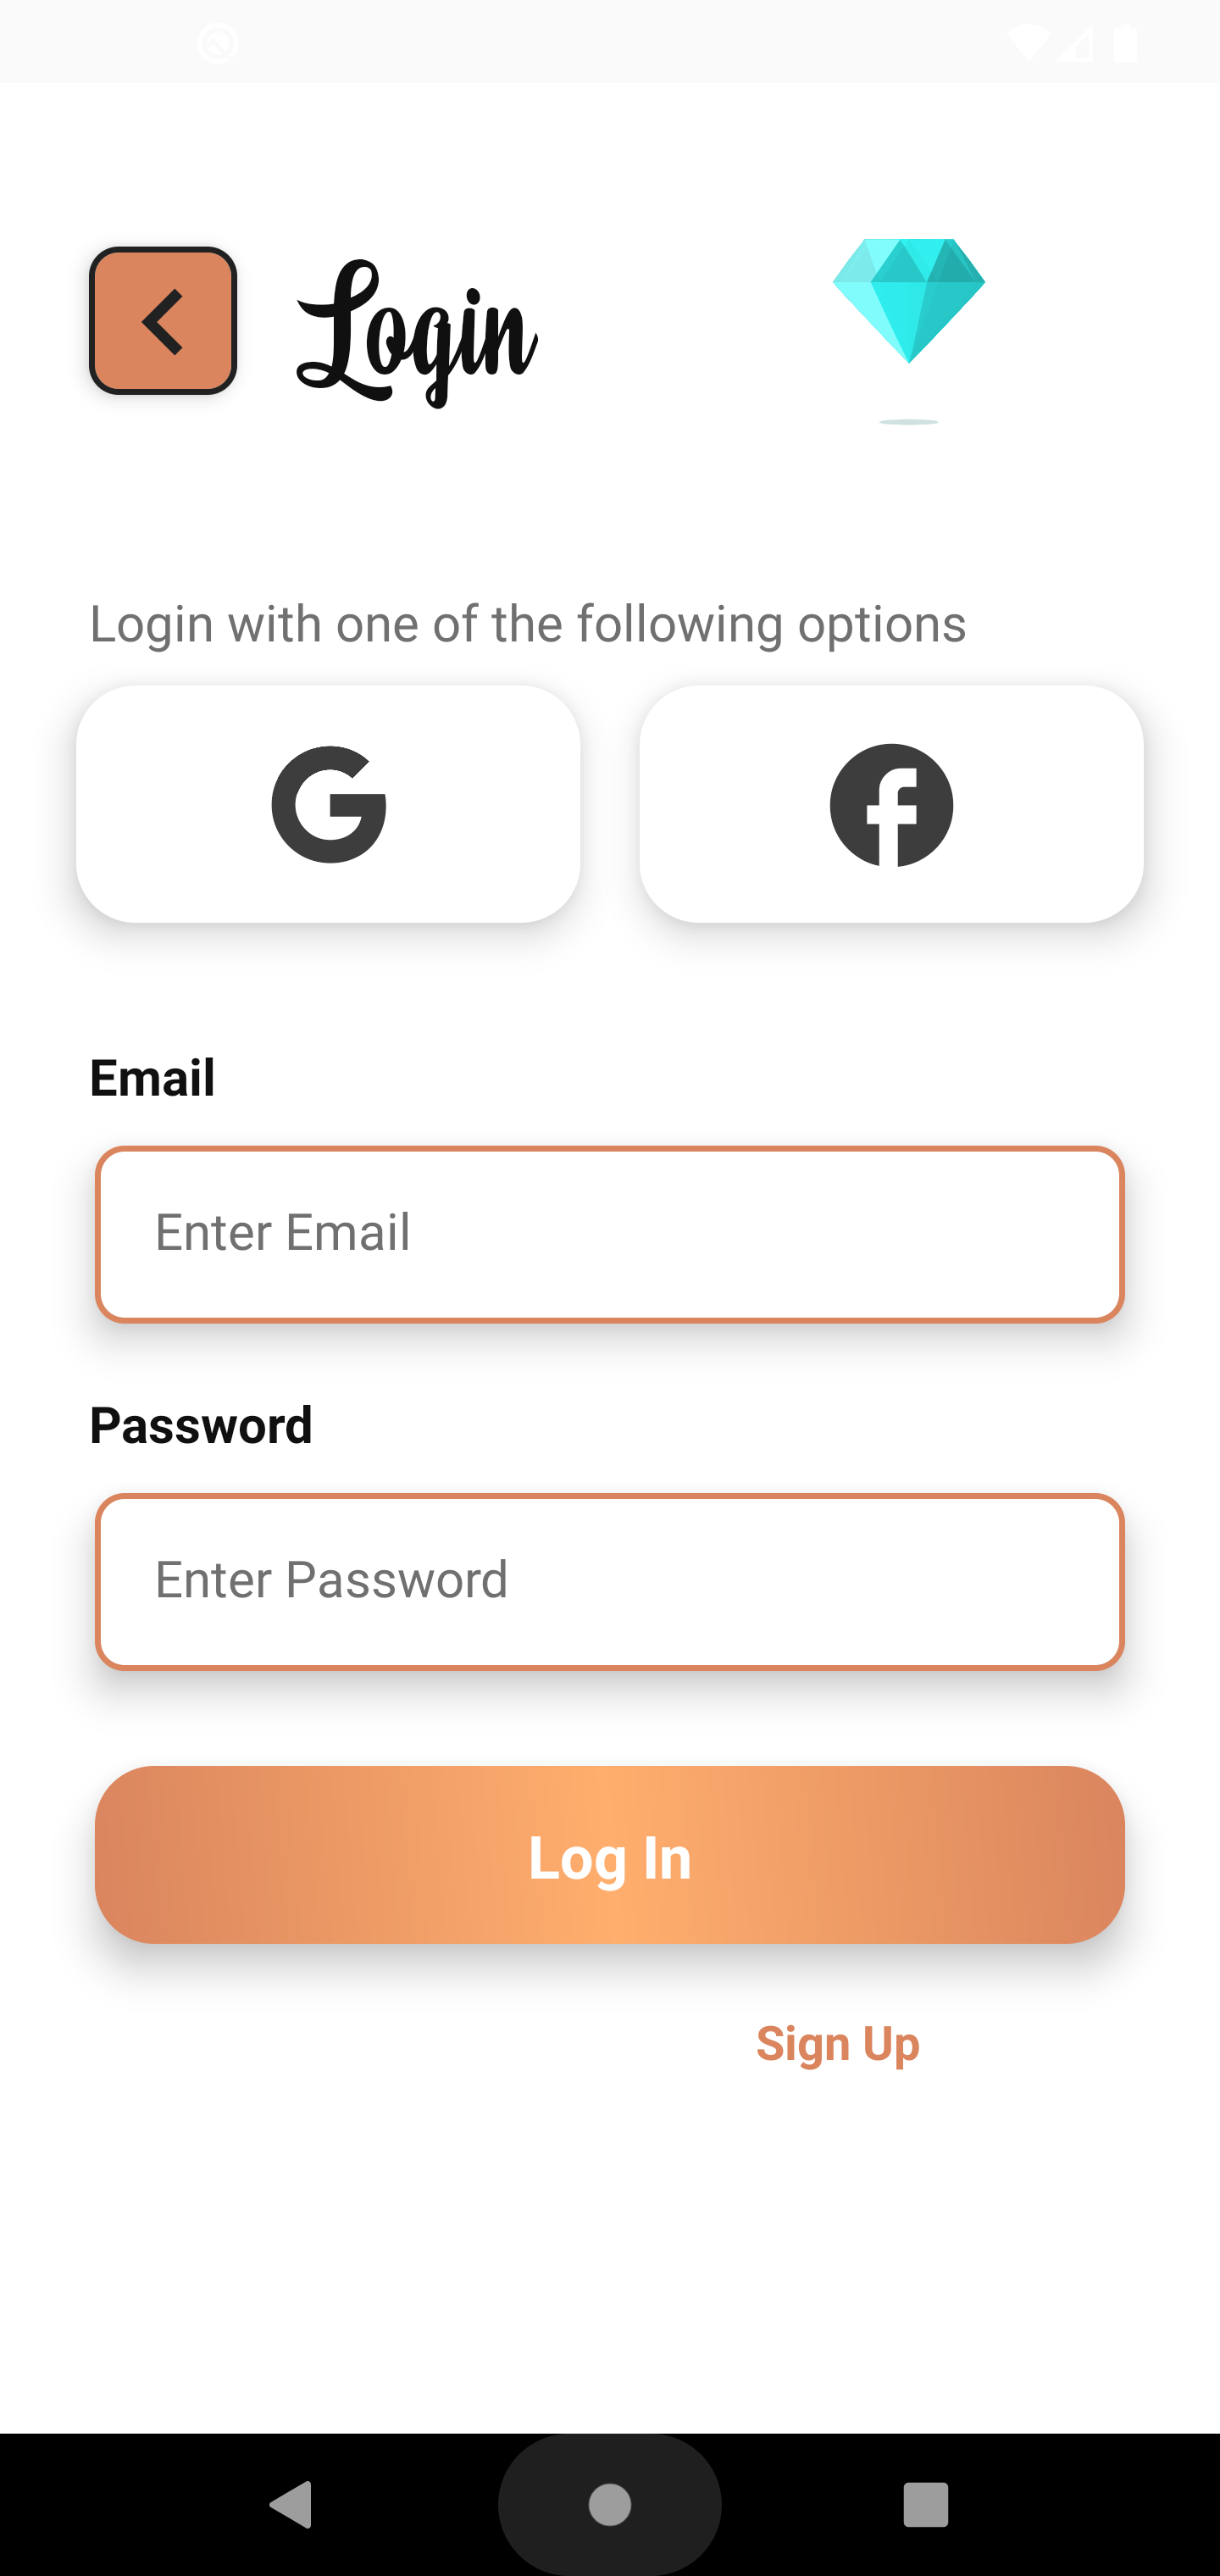 Login
Login with one of the following options
Email
Enter Email
Password
Enter Password
Log In
Sign Up